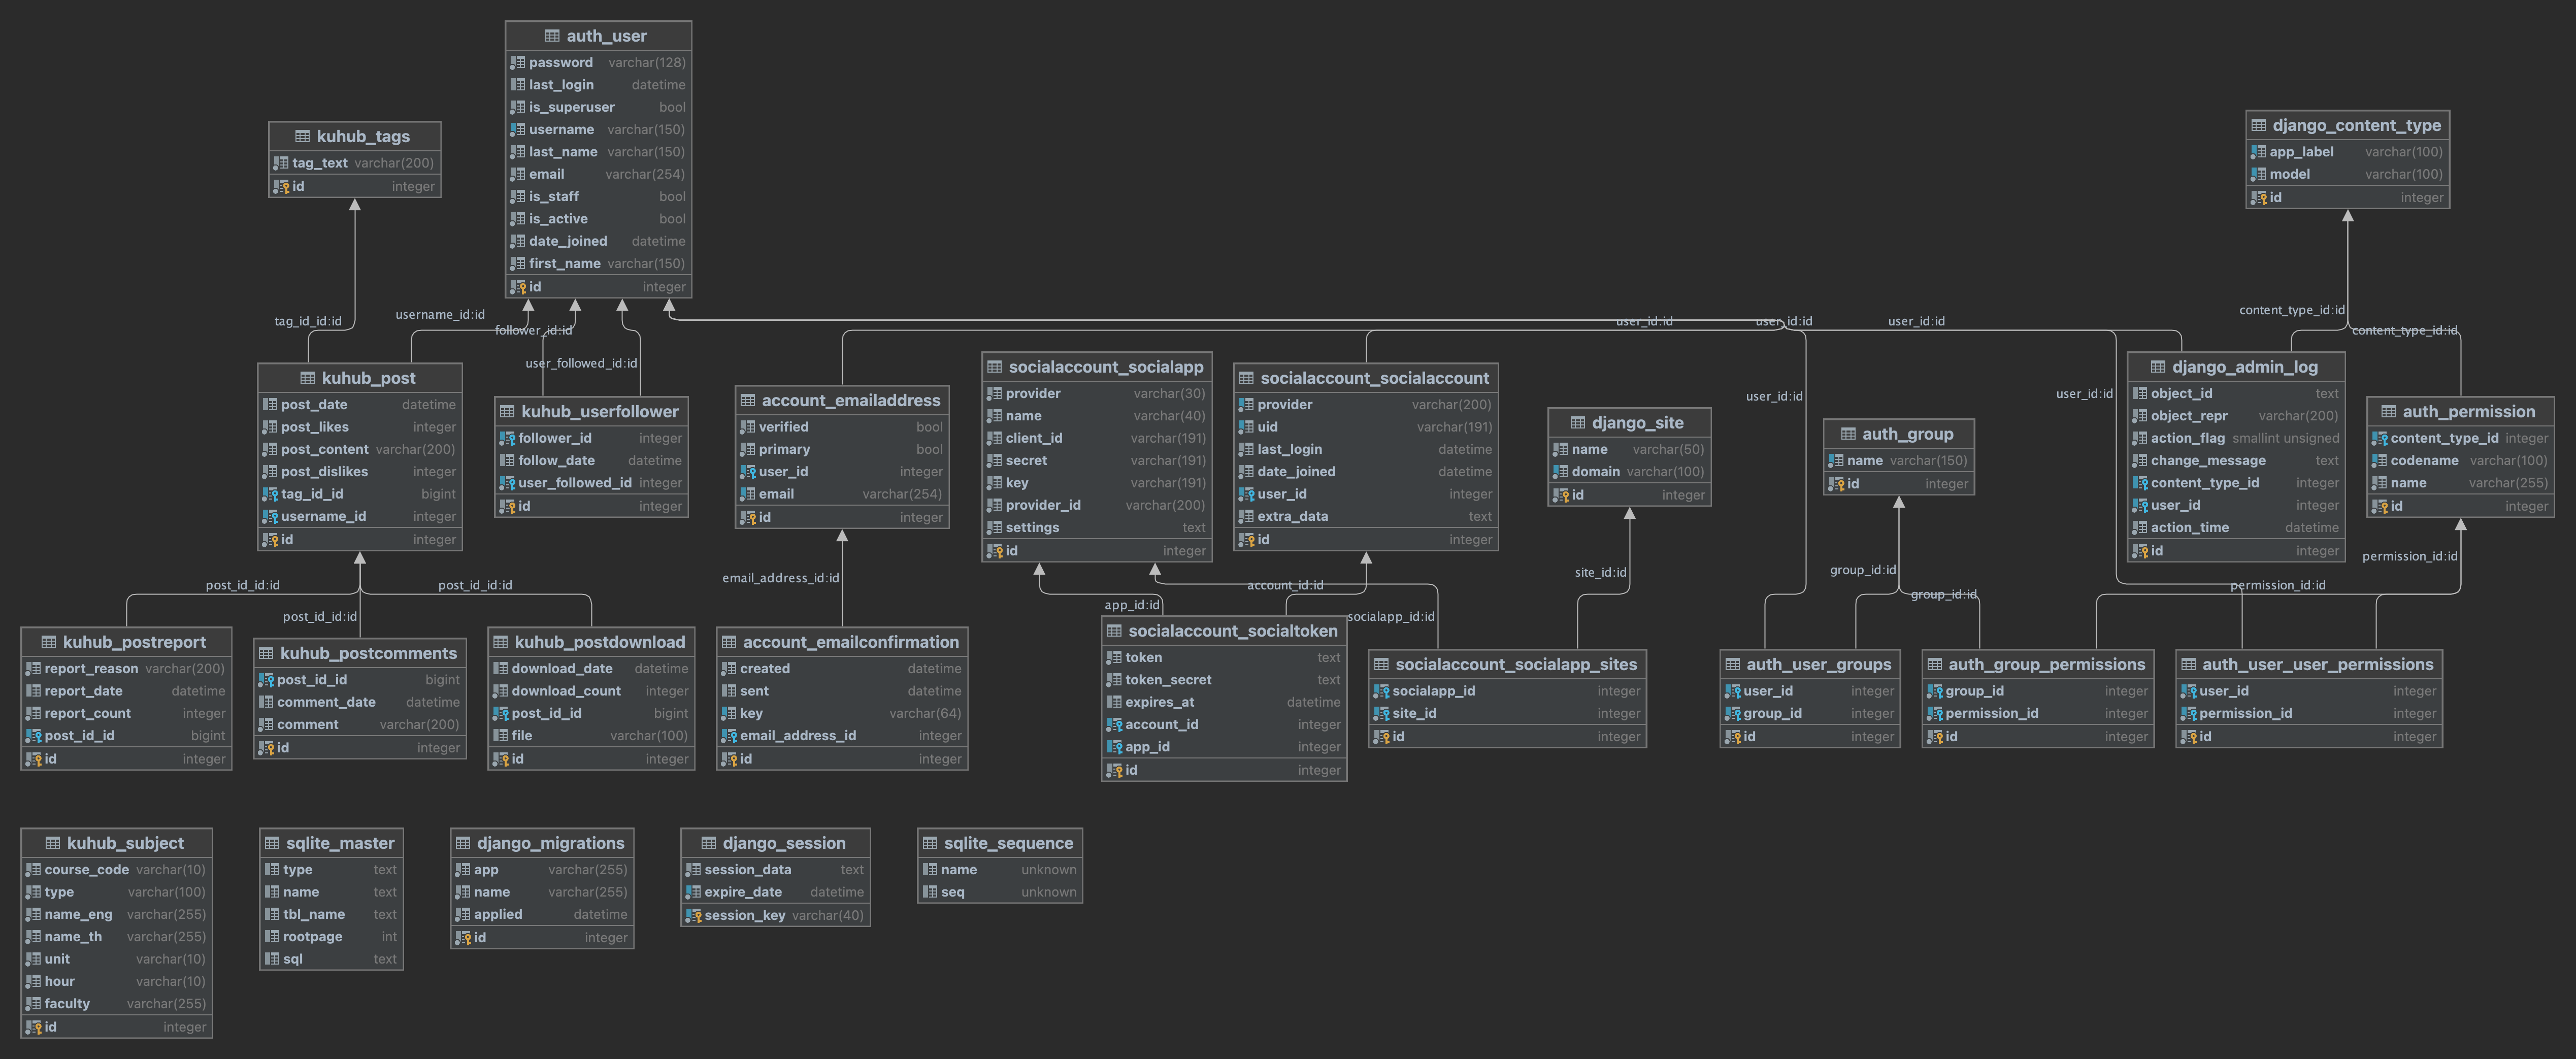 auth_user
password varchar(128)
last_login datetime
is_superuser bool
username varchar(150)
last_name varchar(150)
email varchar(254)
is_staff bool
is_active bool
date_joined datetime
first_name varchar(150)
id integer
kuhub_tags
tag_text varchar(200)
id integer
django_content_type
app_label varchar(100)
model varchar(100)
id integer
tag_id_id:id
username_id:id
follower_id:id
user_followed_id:id
user_id:id
user_id:id
user_id:id
user_id:id
user_id:id
content_type_id:id
content_type_id:id
kuhub_post
post_date datetime
post_likes integer
post_content varchar(200)
post_dislikes integer
tag_id_id bigint
username_id integer
id integer
kuhub_userfollower
follower_id integer
follow_date datetime
user_followed_id integer
id integer
account_emailaddress
verified bool
primary bool
user_id integer
email varchar(254)
id integer
socialaccount_socialapp
provider varchar(30)
name varchar(40)
client_id varchar(191)
secret varchar(191)
key varchar(191)
provider_id varchar(200)
settings text
id integer
socialaccount_socialaccount
provider varchar(200)
uid varchar(191)
last_login datetime
date_joined datetime
user_id integer
extra_data text
id integer
django_site
name varchar(50)
domain varchar(100)
id integer
auth_group
name varchar(150)
id integer
django_admin_log
object_id text
object_repr varchar(200)
action_flag smallint unsigned
change_message text
content_type_id integer
user_id integer
action_time datetime
id integer
auth_permission
content_type_id integer
codename varchar(100)
name varchar(255)
id integer
post_id_id:id
post_id_id:id
post_id_id:id
email_address_id:id
app_id:id
account_id:id
socialapp_id:id
site_id:id
group_id:id
group_id:id
permission_id:id
permission_id:id
kuhub_postreport
report_reason varchar(200)
report_date datetime
report_count integer
post_id_id bigint
id integer
kuhub_postcomments
post_id_id bigint
comment_date datetime
comment varchar(200)
id integer
kuhub_postdownload
download_date datetime
download_count integer
post_id_id bigint
file varchar(100)
id integer
account_emailconfirmation
created datetime
sent datetime
key varchar(64)
email_address_id integer
id integer
socialaccount_socialtoken
token text
token_secret text
expires_at datetime
account_id integer
app_id integer
id integer
socialaccount_socialapp_sites
socialapp_id integer
site_id integer
id integer
auth_user_groups
user_id integer
group_id integer
id integer
auth_group_permissions
group_id integer
permission_id integer
id integer
auth_user_user_permissions
user_id integer
permission_id integer
id integer
kuhub_subject
course_code varchar(10)
type varchar(100)
name_eng varchar(255)
name_th varchar(255)
unit varchar(10)
hour varchar(10)
faculty varchar(255)
id integer
sqlite_master
type text
name text
tbl_name text
rootpage int
sql text
django_migrations
app varchar(255)
name varchar(255)
applied datetime
id integer
django_session
session_data text
expire_date datetime
session_key varchar(40)
sqlite_sequence
name unknown
seq unknown